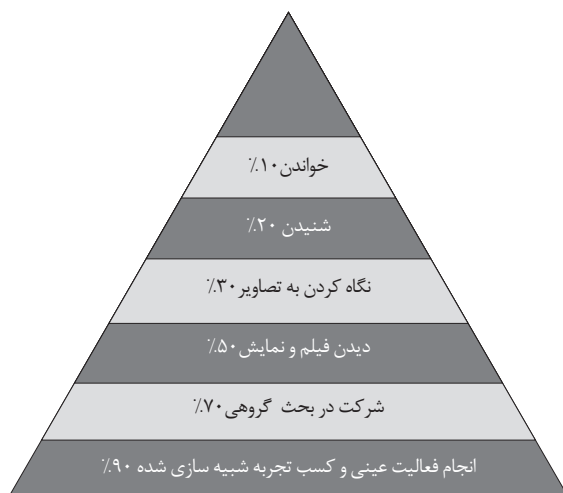 خواندن ۱۰٪
شنیدن ۲۰٪
نگاه کردن به تصاویر ۳۰٪
دیدن فیلم و نمایش ۵۰٪
شرکت در بحث گروهی ۷۰٪
انجام فعالیت عینی و کسب تجربه شبیه سازی شده ۹۰٪